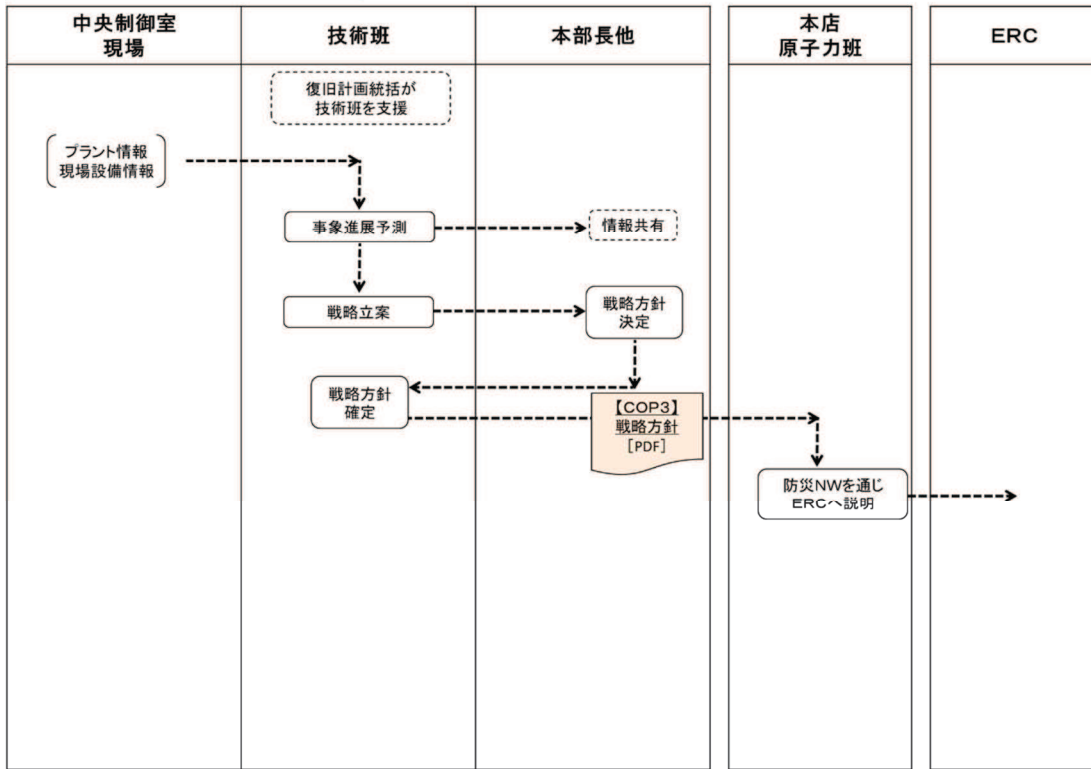 中央制御室
現場
技術班
本部長他
本店
原子力班
ERC
復旧計画統括が
技術班を支援
プラント情報
現場設備情報
事象進展予測
情報共有
戦略立案
戦略方針
決定
戦略方針
確定
【COP3】
戦略方針
［PDF］
防災NWを通じ
ERCへ説明